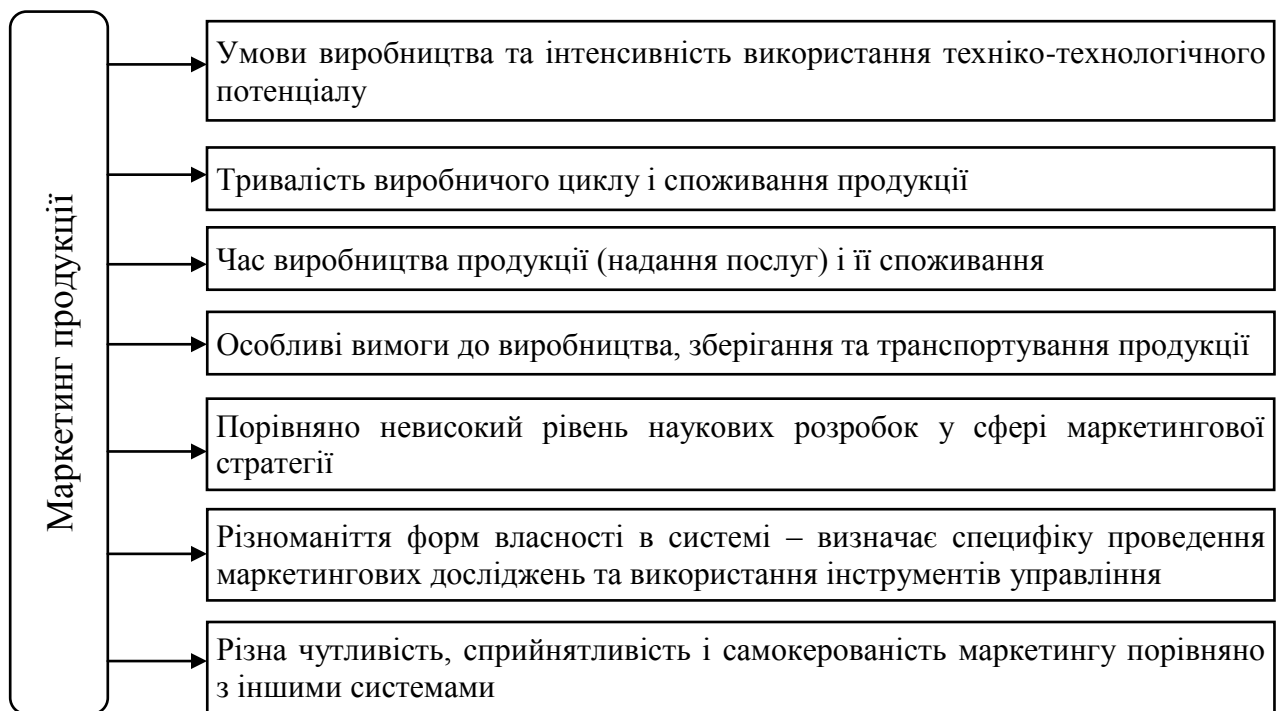 Маркетинг продукції
Умови виробництва та інтенсивність використання техніко-технологічного
потенціалу
Тривалість виробничого циклу і споживання продукції
Час виробництва продукції (надання послуг) і її споживання
Особливі вимоги до виробництва, зберігання та транспортування продукції
Порівняно невисокий рівень наукових розробок у сфері маркетингової
стратегії
Різноманіття форм власності в системі – визначає специфіку проведення
маркетингових досліджень та використання інструментів управління
Різна чутливість, сприйнятливість і самокерованість маркетингу порівняно
з іншими системами